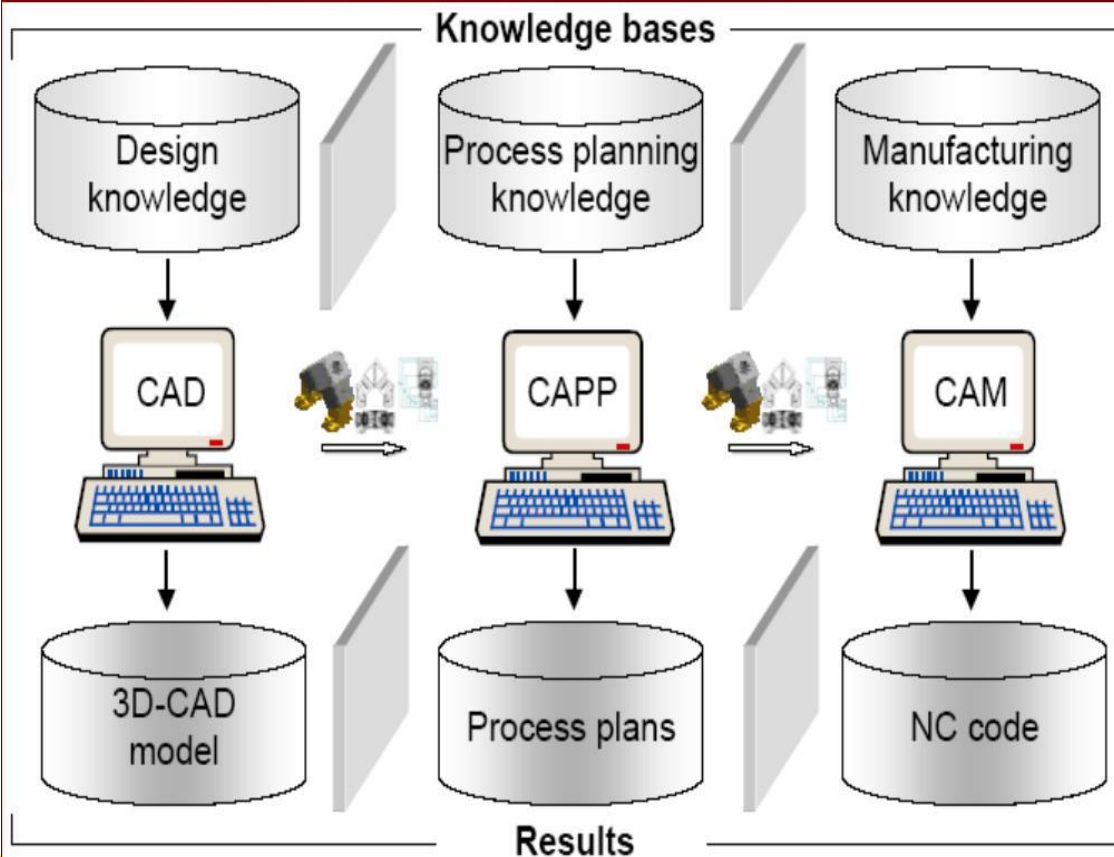 Knowledge bases
Design
knowledge
Process planning
knowledge
Manufacturing
knowledge
CAD
CAPP
CAM
3D-CAD
model
Process plans
NC code
Results